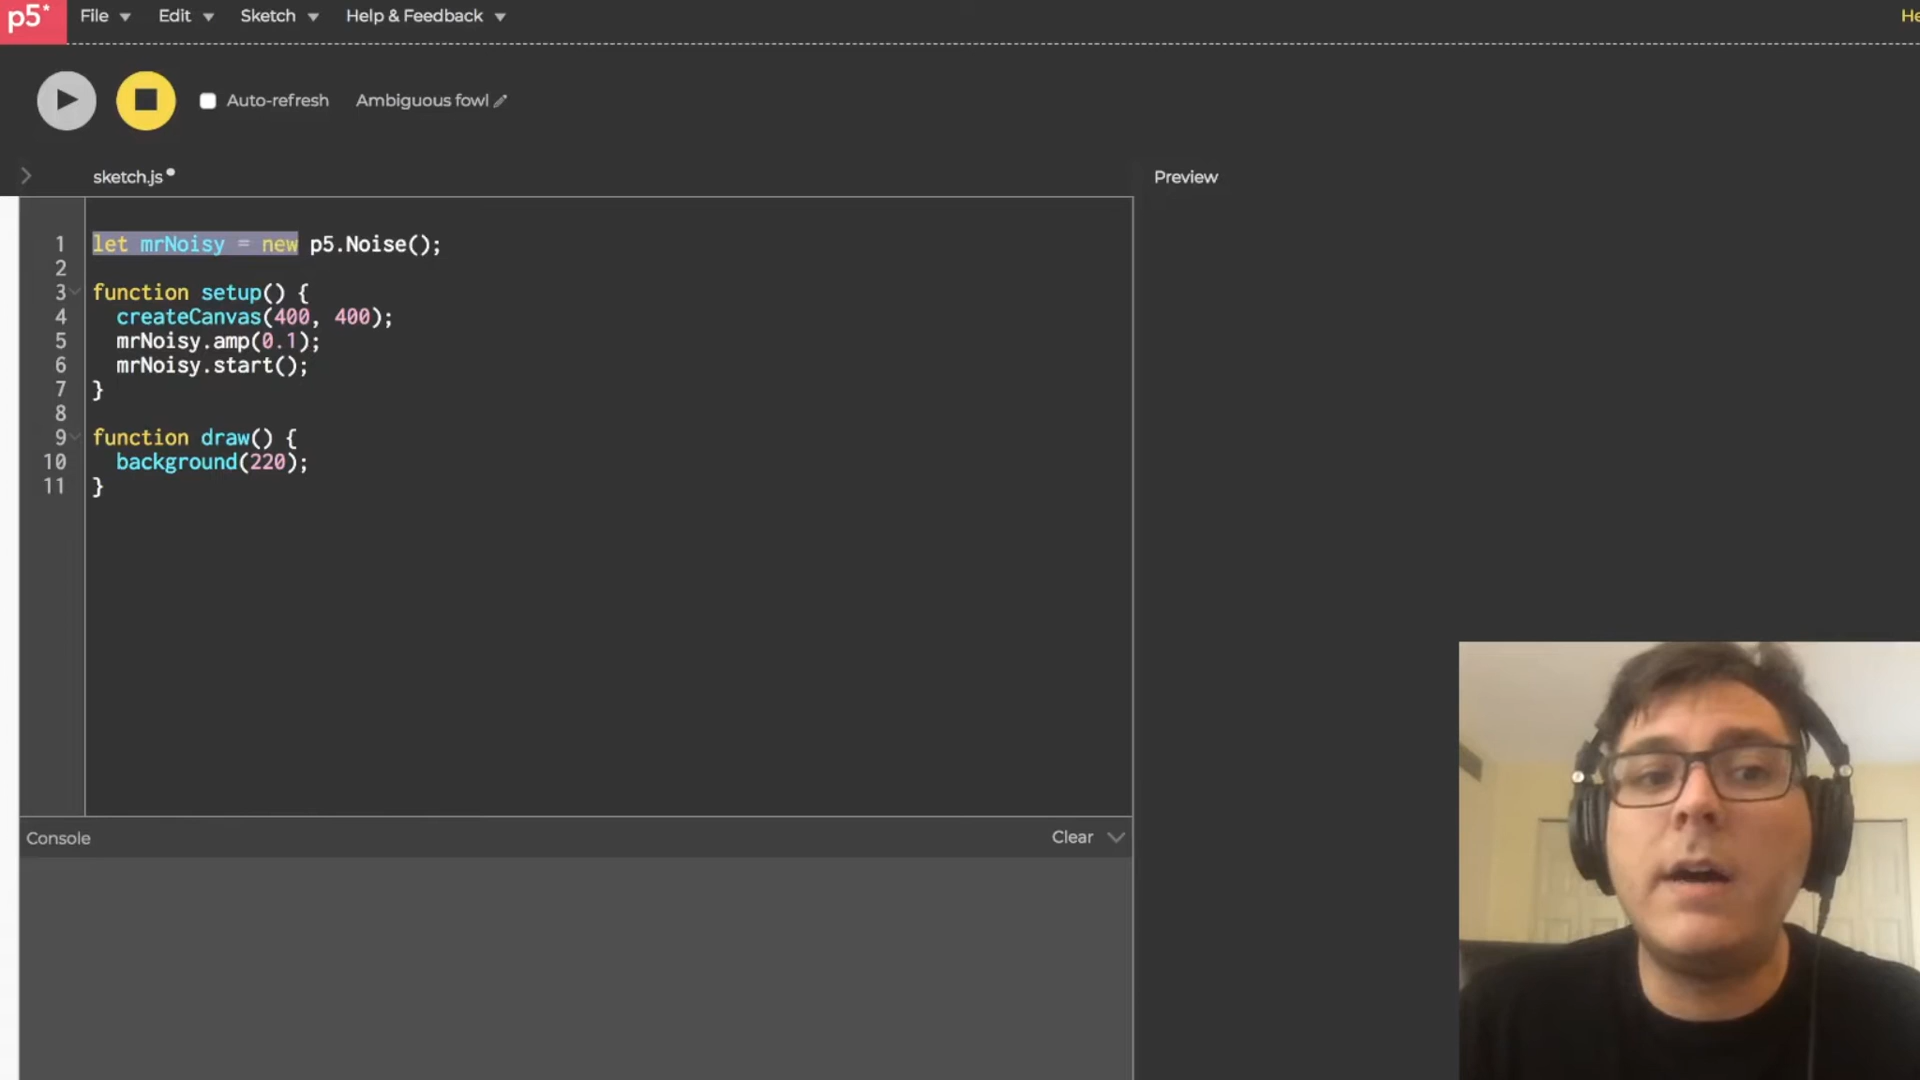 p5* File Edit Sketch Help & Feedback He
Auto-refresh Ambiguous fowl
sketch.js
Preview
1 let mrNoisy = new p5.Noise();
2
3 function setup() {
4 createCanvas(400, 400);
5 mrNoisy.amp(0.1);
6 mrNoisy.start();
7 }
8
9 function draw() {
10 background(220);
11 }
Console Clear